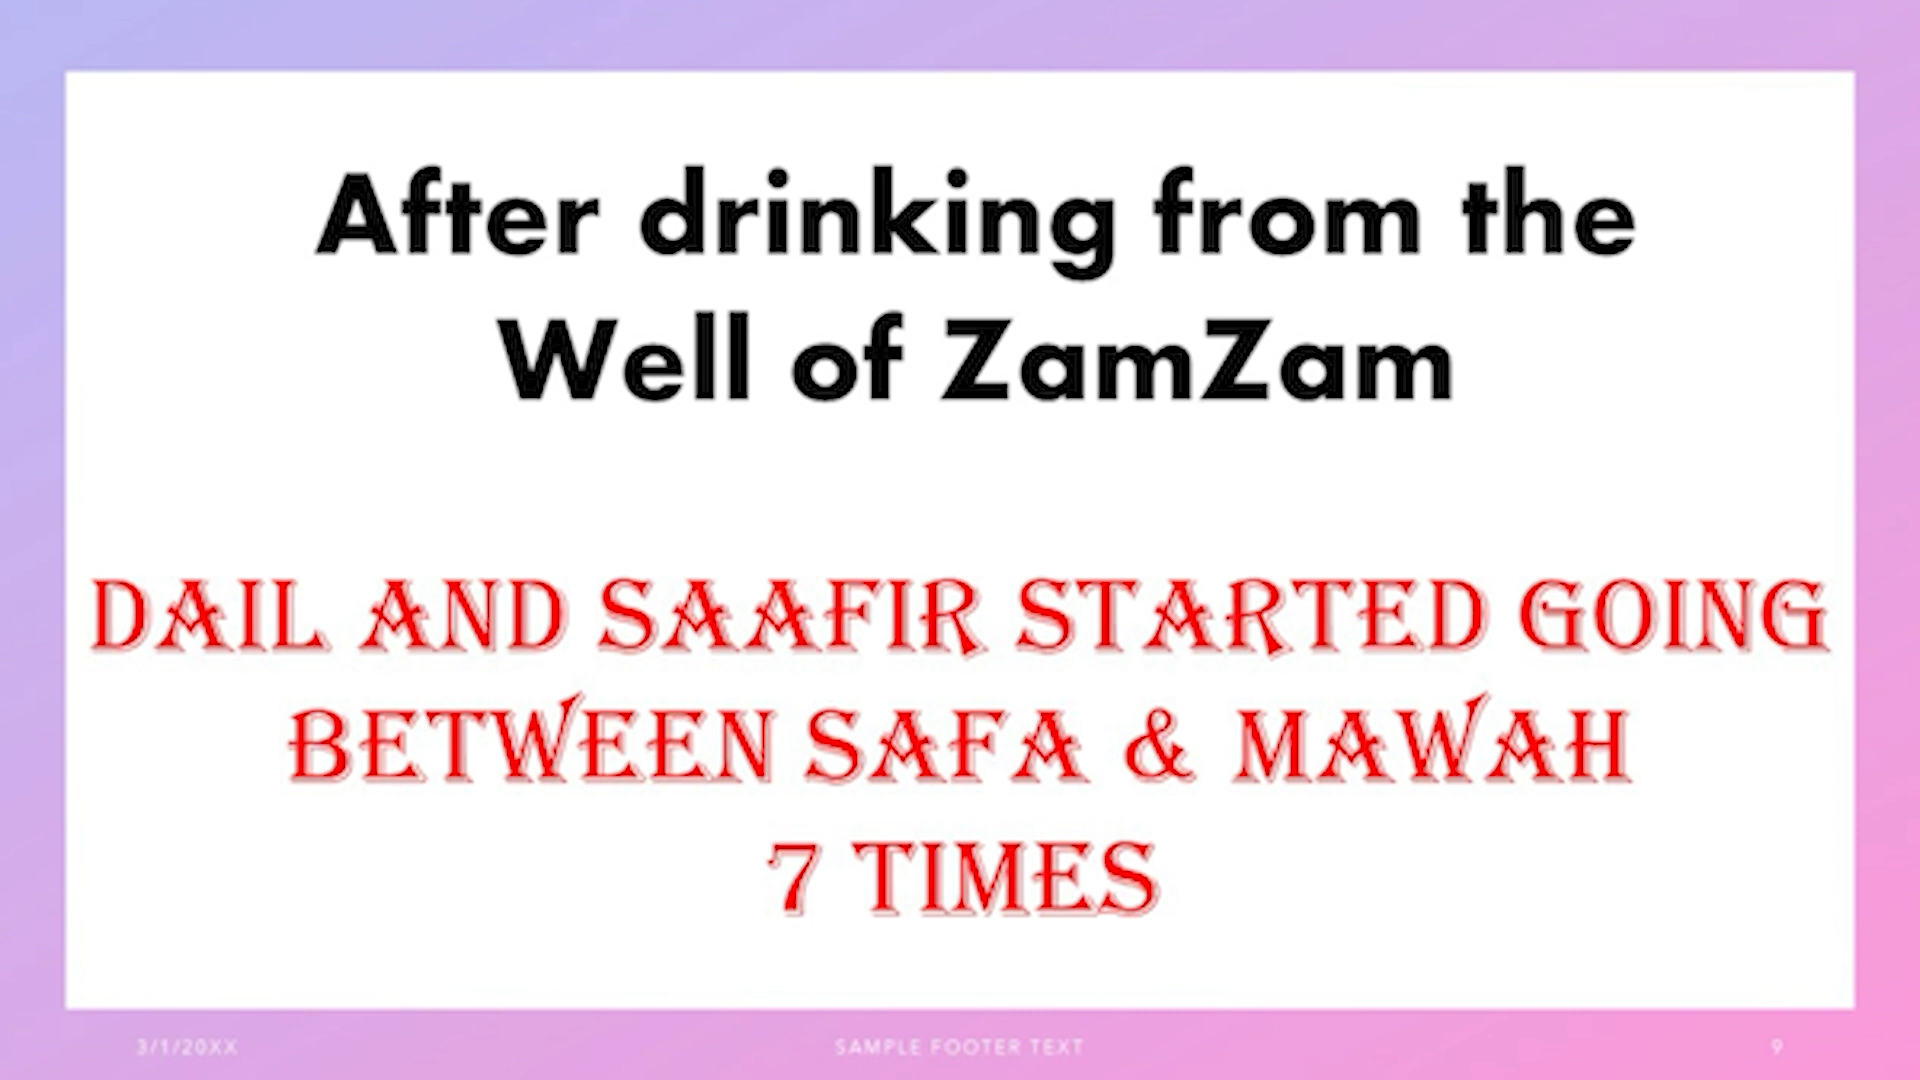 After drinking from the
Well of ZamZam
DAIL AND SAAFIR STARTED GOING
BETWEEN SAFA & MAWAH
7 TIMES
3/1/20XX
SAMPLE FOOTER TEXT
9